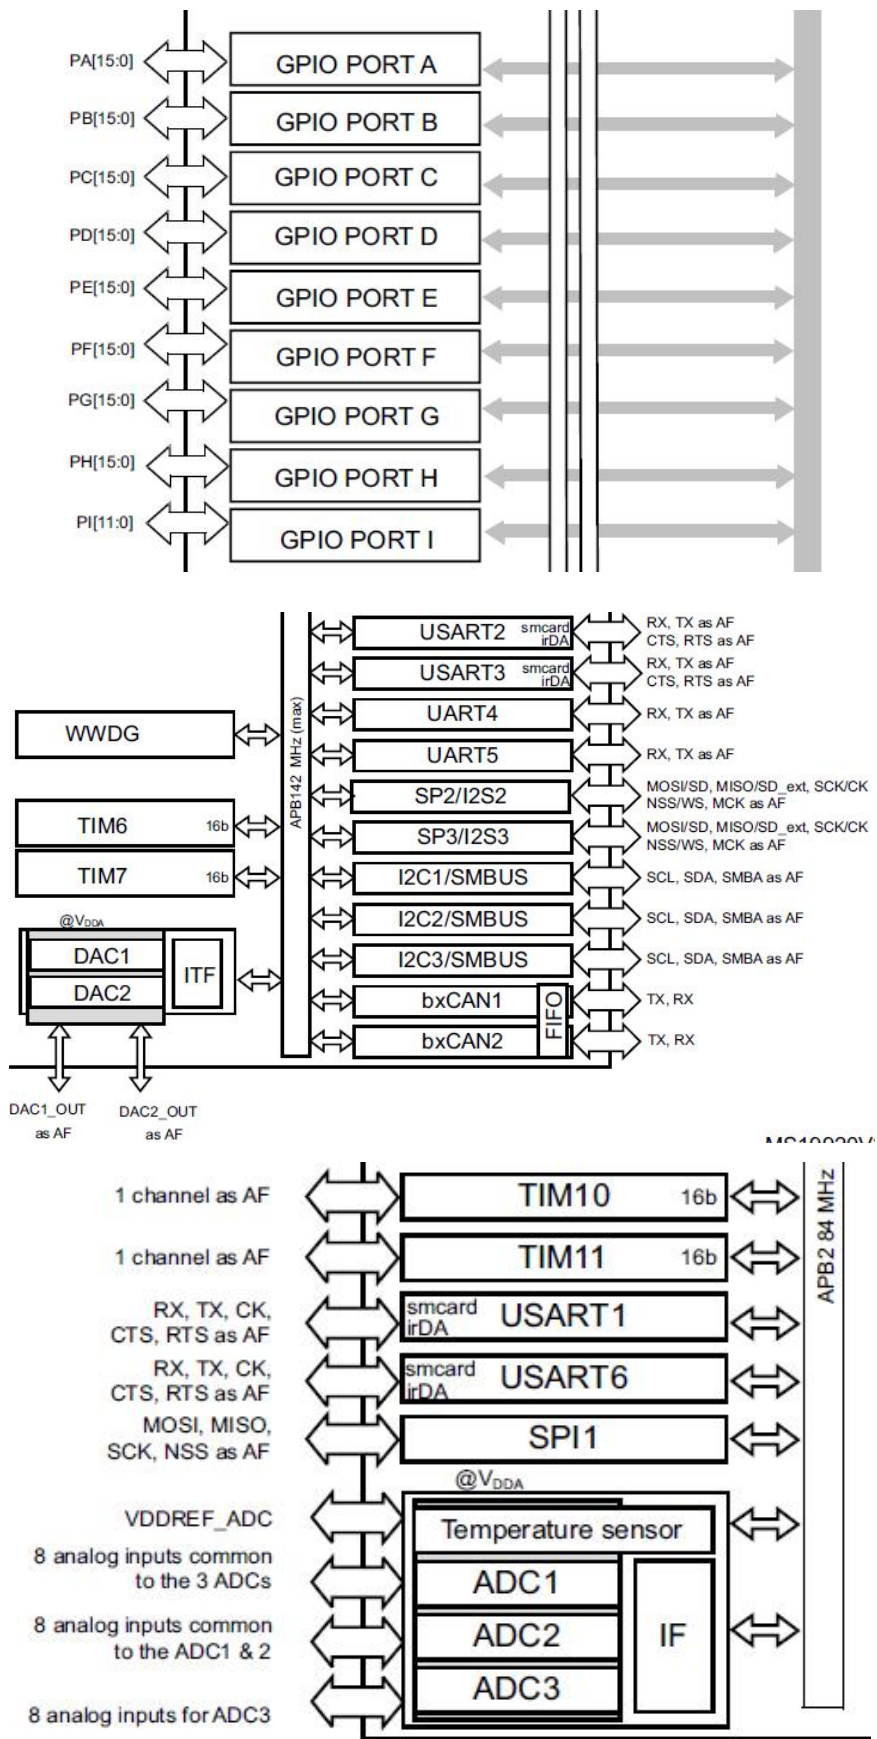 PA[15:0]
GPIO PORT A
PB[15:0]
GPIO PORT B
PC[15:0]
GPIO PORT C
PD[15:0]
GPIO PORT D
PE[15:0]
GPIO PORT E
PF[15:0]
GPIO PORT F
PG[15:0]
GPIO PORT G
PH[15:0]
GPIO PORT H
PI[11:0]
GPIO PORT I
WWDG
TIM6 16b
TIM7 16b
@VDDA
DAC1
DAC2
ITF
DAC1_OUT
as AF
DAC2_OUT
as AF
APB142 MHz (max)
USART2 smcard
irDA
RX, TX as AF
CTS, RTS as AF
USART3 smcard
irDA
RX, TX as AF
CTS, RTS as AF
UART4
RX, TX as AF
UART5
RX, TX as AF
SP2/I2S2
MOSI/SD, MISO/SD_ext, SCK/CK
NSS/WS, MCK as AF
SP3/I2S3
MOSI/SD, MISO/SD_ext, SCK/CK
NSS/WS, MCK as AF
I2C1/SMBUS
SCL, SDA, SMBA as AF
I2C2/SMBUS
SCL, SDA, SMBA as AF
I2C3/SMBUS
SCL, SDA, SMBA as AF
bxCAN1
TX, RX
bxCAN2
TX, RX
FIFO
1 channel as AF
TIM10 16b
1 channel as AF
TIM11 16b
RX, TX, CK,
CTS, RTS as AF
smcard
irDA
USART1
RX, TX, CK,
CTS, RTS as AF
smcard
irDA
USART6
MOSI, MISO,
SCK, NSS as AF
SPI1
APB2 84 MHz
@VDDA
VDDREF_ADC
Temperature sensor
8 analog inputs common
to the 3 ADCs
ADC1
8 analog inputs common
to the ADC1 & 2
ADC2
IF
8 analog inputs for ADC3
ADC3